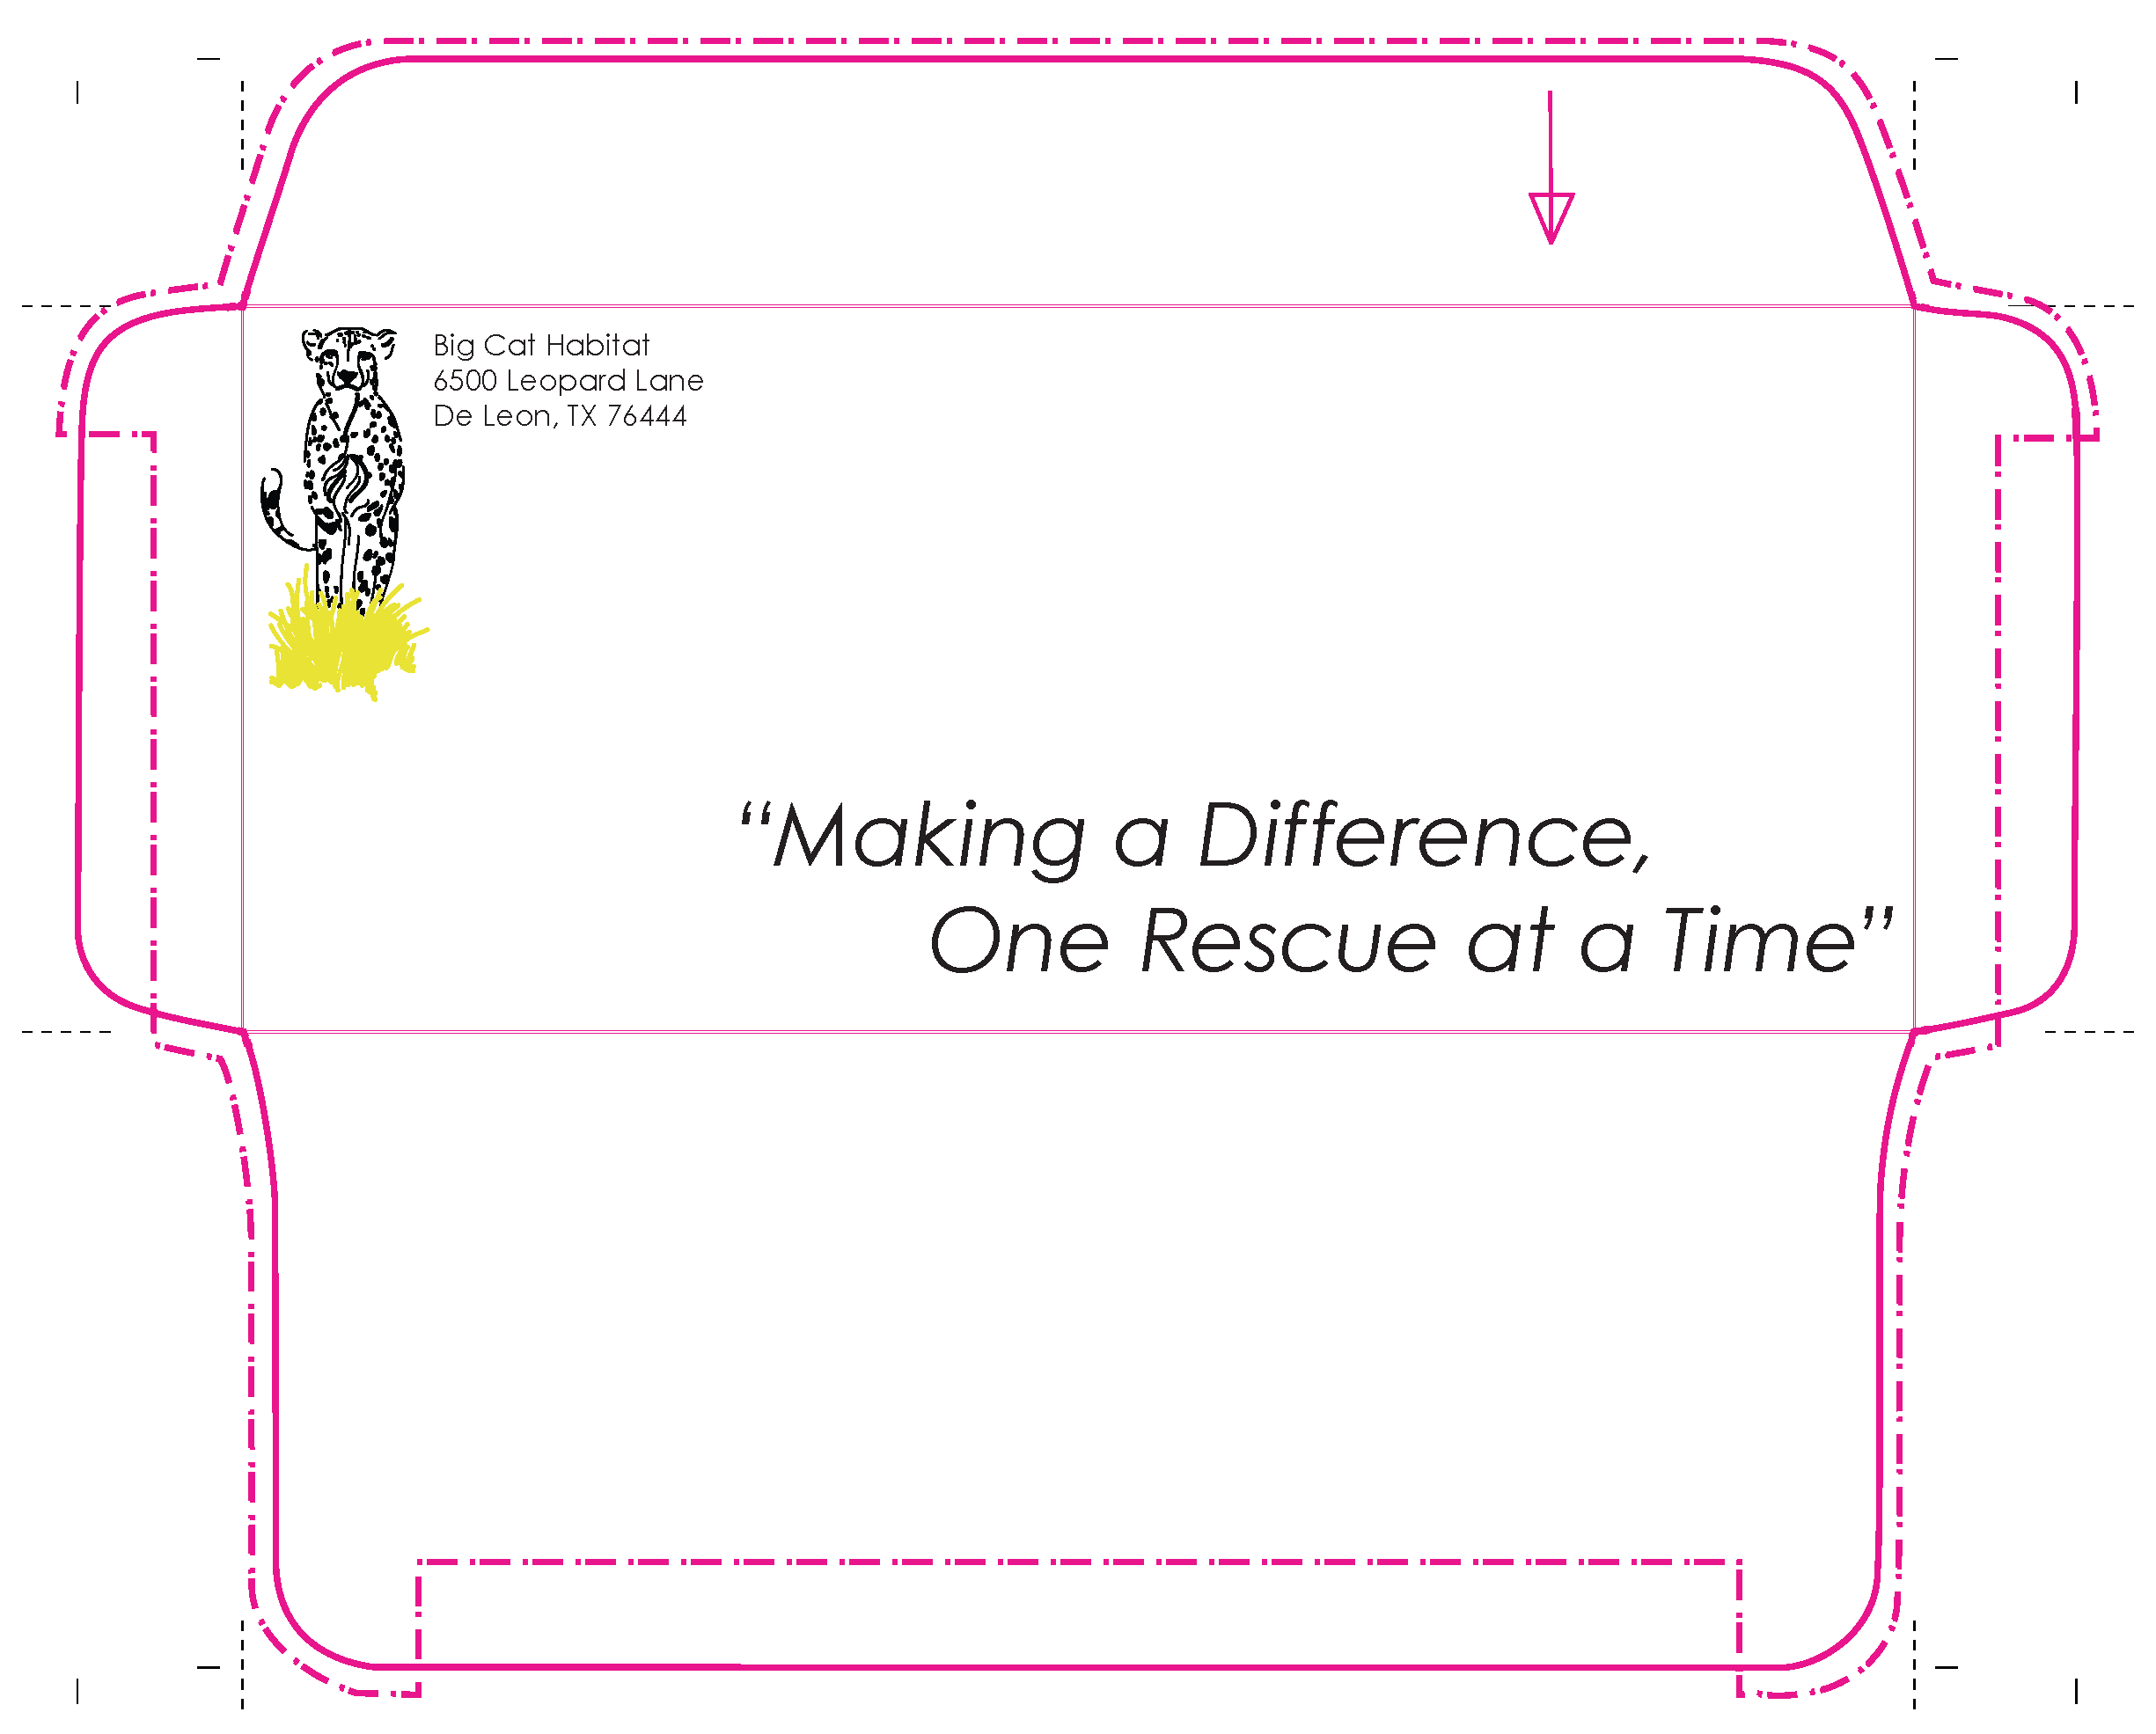 Big Cat Habitat
6500 Leopard Lane
De Leon, TX 76444
“Making a Difference,
One Rescue at a Time”